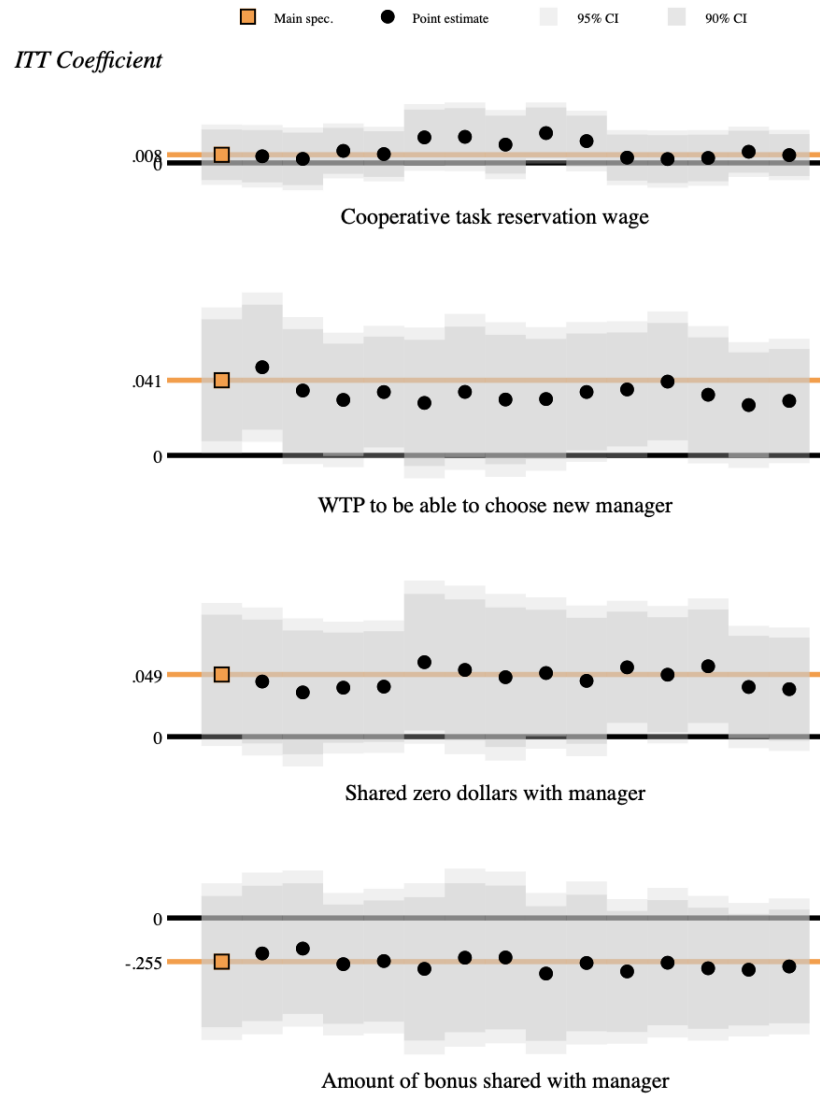 Main spec. Point estimate 95% CI 90% CI
ITT Coefficient
.008
0
Cooperative task reservation wage
.041
0
WTP to be able to choose new manager
.049
0
Shared zero dollars with manager
0
-.255
Amount of bonus shared with manager